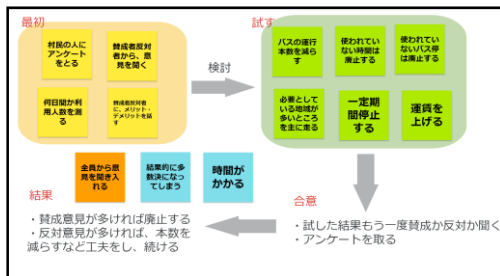 最初
村民の人に
アンケート
をとる
賛成者反対
者から、意
見を聞く
何日間か利
用人数を測
る
賛成者反対
者に、メリット・
デメリットを話
す
検討
試す
バスの運行
本数を減ら
す
使われてい
ない時間は
廃止する
使われてい
ないバス停
は廃止する
必要として
いる地域が
多いところ
を主に走る
一定期
間停止
する
運賃を
上げる
全員から意
見を聞き入
れる
結果的に多
数決になっ
てしまう
時間が
かかる
結果
・賛成意見が多ければ廃止する
・反対意見が多ければ、本数を
減らすなど工夫をし、続ける
合意
・試した結果もう一度賛成か反対か聞く
・アンケートを取る